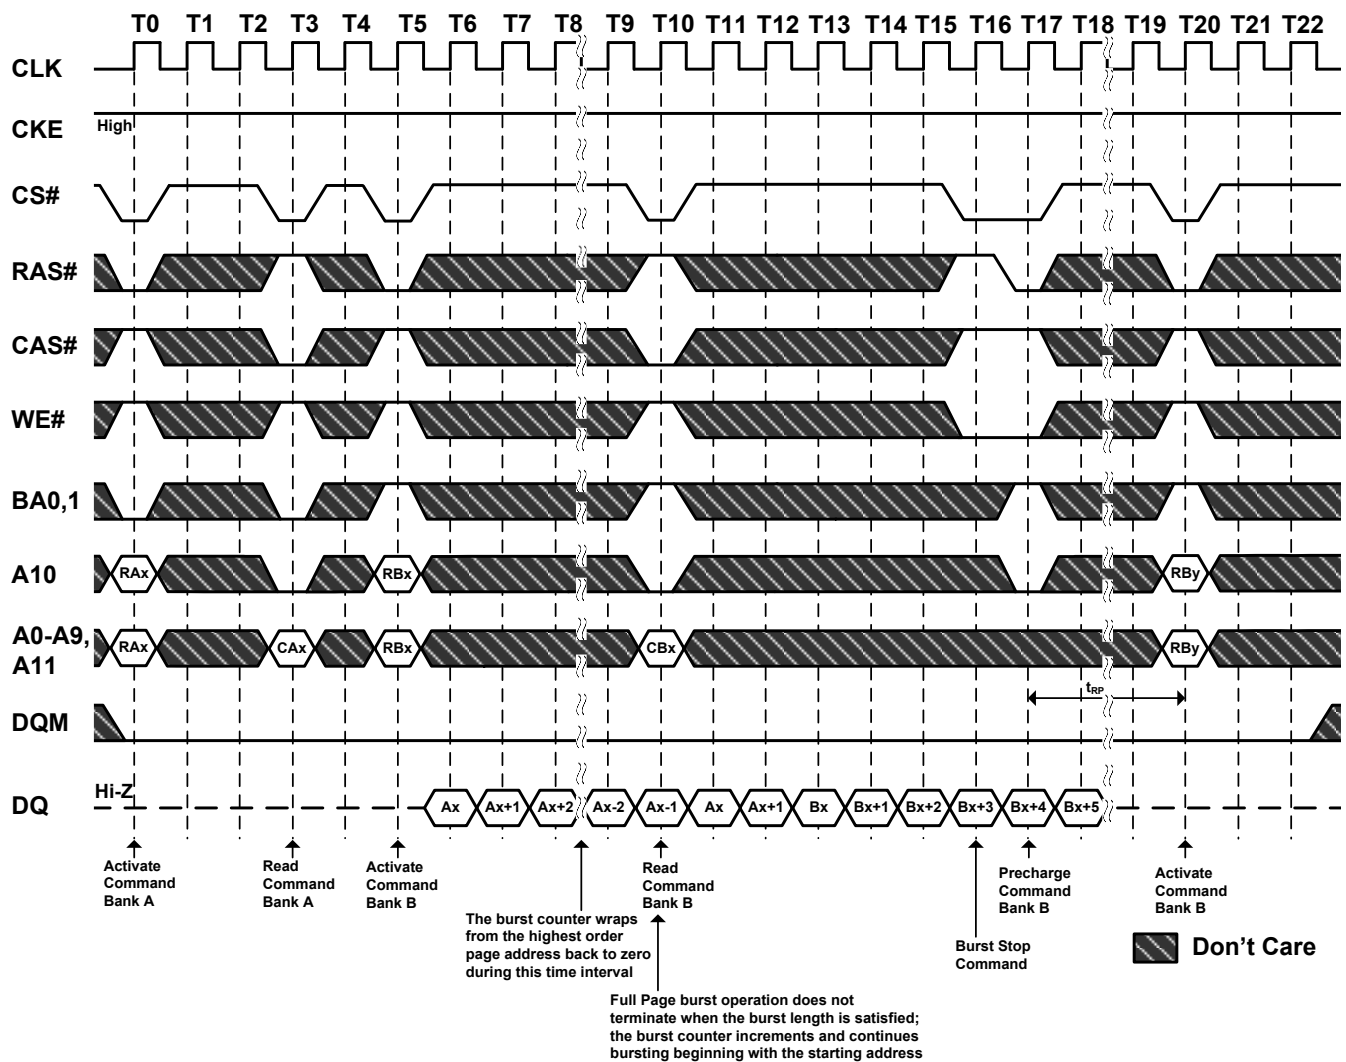 T0 T1 T2 T3 T4 T5 T6 T7 T8 T9 T10 T11 T12 T13 T14 T15 T16 T17 T18 T19 T20 T21 T22
CLK
CKE High
CS#
RAS#
CAS#
WE#
BA0,1
A10 RAx RBx RBy
A0-A9,
A11
RAx CAx RBx CBx RBy
tRP
DQM
DQ Hi-Z Ax Ax+1 Ax+2 Ax-2 Ax-1 Ax Ax+1 Bx Bx+1 Bx+2 Bx+3 Bx+4 Bx+5
Activate
Command
Bank A
Read
Command
Bank A
Activate
Command
Bank B
The burst counter wraps
from the highest order
page address back to zero
during this time interval
Read
Command
Bank B
Full Page burst operation does not
terminate when the burst length is satisfied;
the burst counter increments and continues
bursting beginning with the starting address
Burst Stop
Command
Precharge
Command
Bank B
Activate
Command
Bank B
Don't Care